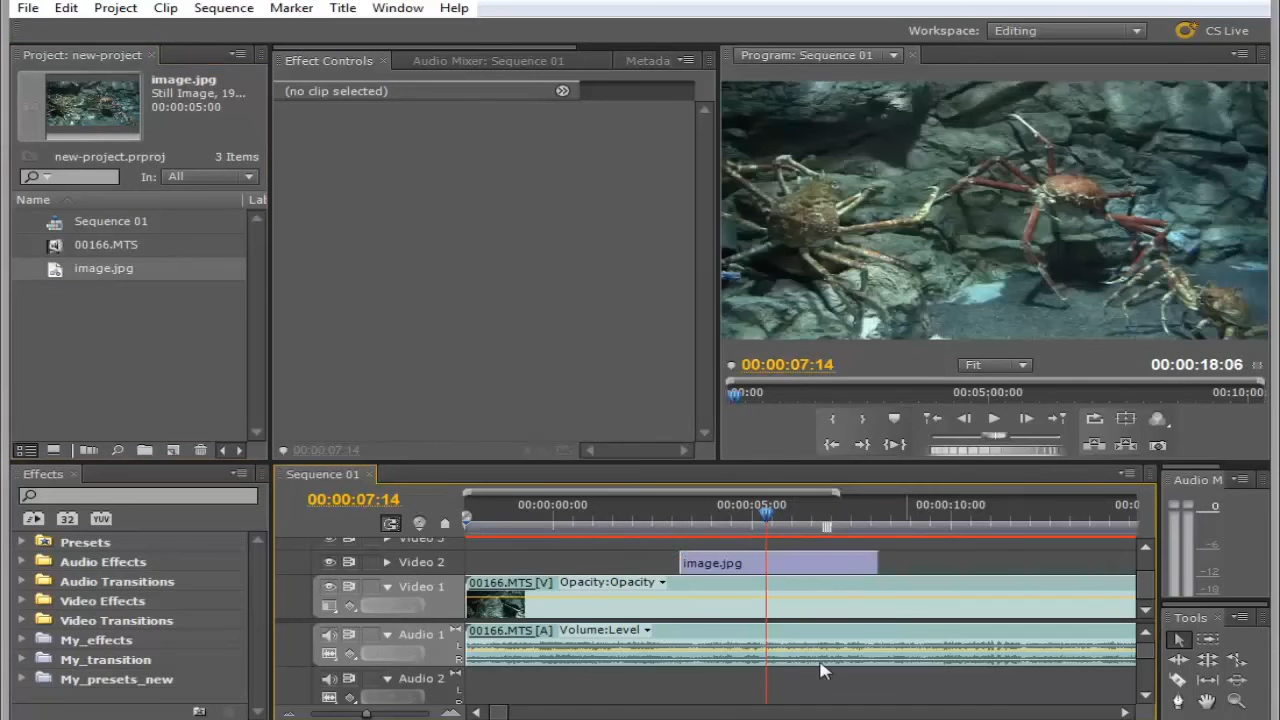 File Edit Project Clip Sequence Marker Title Window Help
Workspace: Editing CS Live
Project: new-project
image.jpg
Still Image, 19...
00:00:05:00
new-project.prproj 3 Items
In: All
Name Lab
Sequence 01
00166.MTS
image.jpg
Effect Controls Audio Mixer: Sequence 01 Metada
(no clip selected)
00:00:07:14
Program: Sequence 01
00:00:07:14 Fit 00:00:18:06
00:00 00:05:00:00 00:10:00
Effects
32 YUV
Presets
Audio Effects
Audio Transitions
Video Effects
Video Transitions
My_effects
My_transition
My_presets_new
Sequence 01
00:00:07:14 00:00:00:00 00:00:05:00 00:00:10:00 00:0
Video 3
Video 2 image.jpg
Video 1 00166.MTS [V] Opacity:Opacity
Audio 1 00166.MTS [A] Volume:Level
L
R
Audio 2
L
Audio M
0
-6
-12
-18
Tools